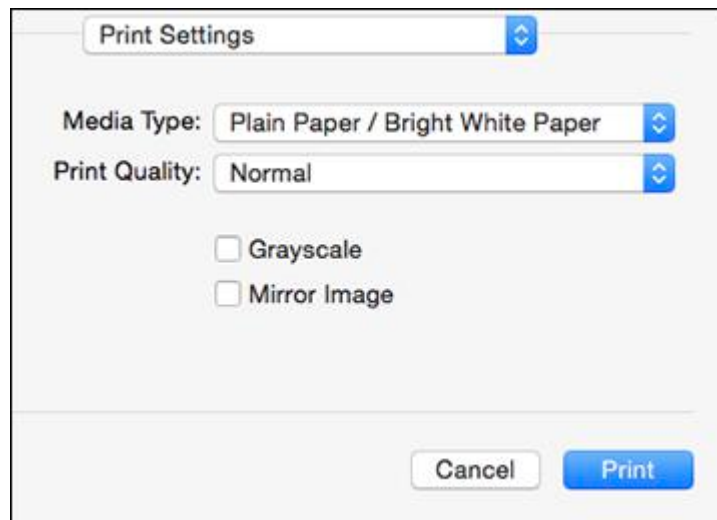 Print Settings
Media Type: Plain Paper / Bright White Paper
Print Quality: Normal
Grayscale
Mirror Image
Cancel Print